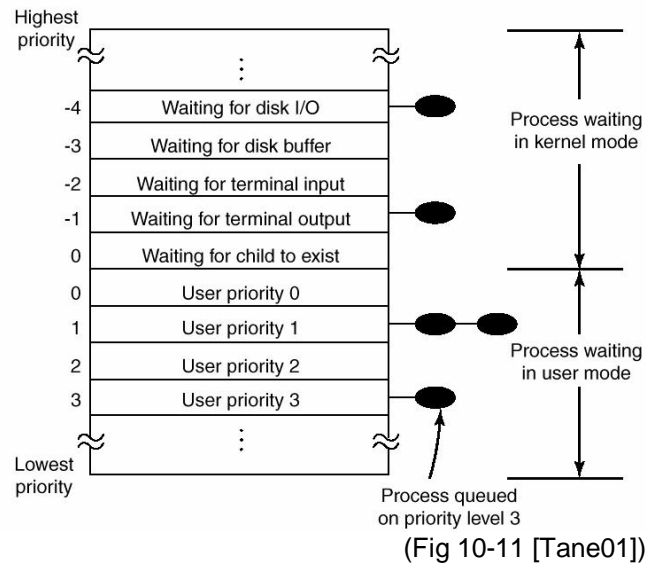 Highest
priority
-4 Waiting for disk I/O
-3 Waiting for disk buffer
-2 Waiting for terminal input
-1 Waiting for terminal output
0 Waiting for child to exist
0 User priority 0
1 User priority 1
2 User priority 2
3 User priority 3
Lowest
priority
Process waiting
in kernel mode
Process waiting
in user mode
Process queued
on priority level 3
(Fig 10-11 [Tane01])